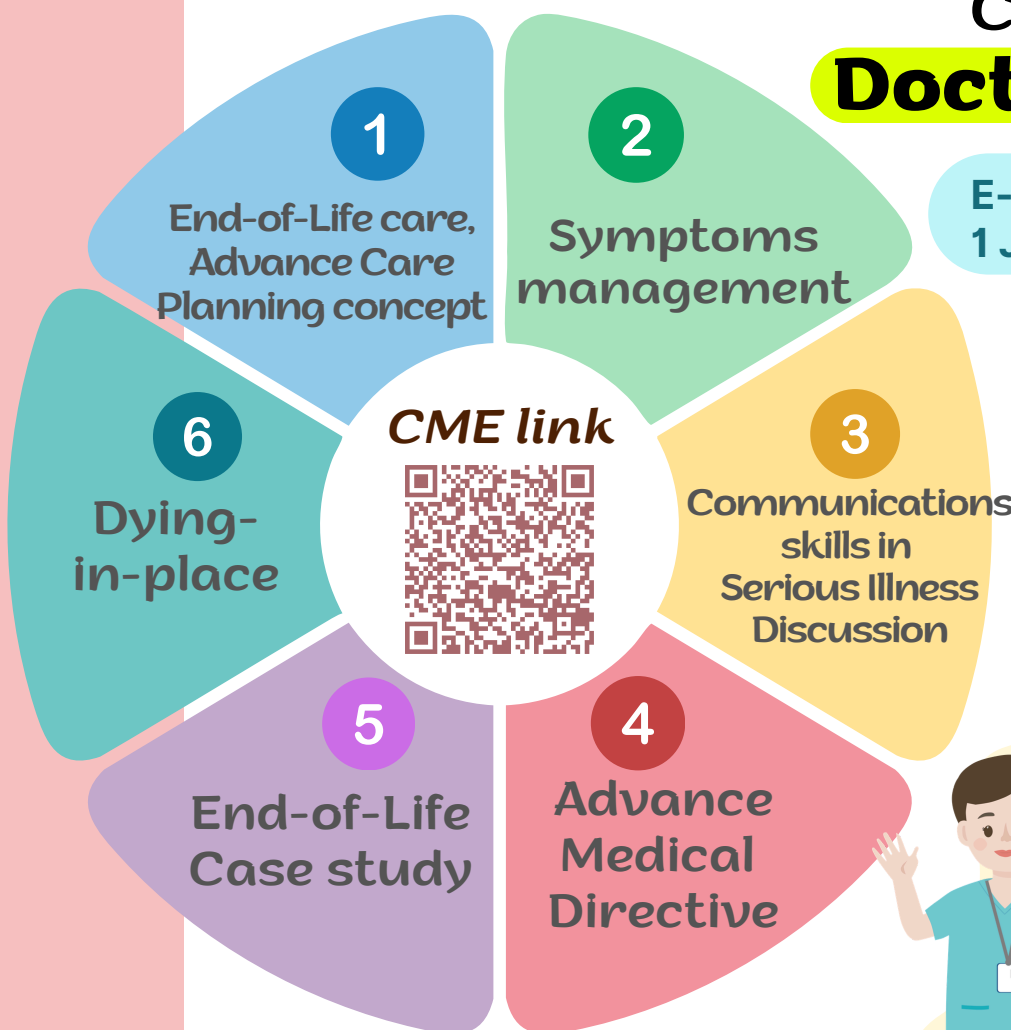 C
Doct
E-
1 J
1
End-of-Life care,
Advance Care
Planning concept
2
Symptoms
management
3
Communications
skills in
Serious Illness
Discussion
4
Advance
Medical
Directive
5
End-of-Life
Case study
6
Dying-
in-place
CME link